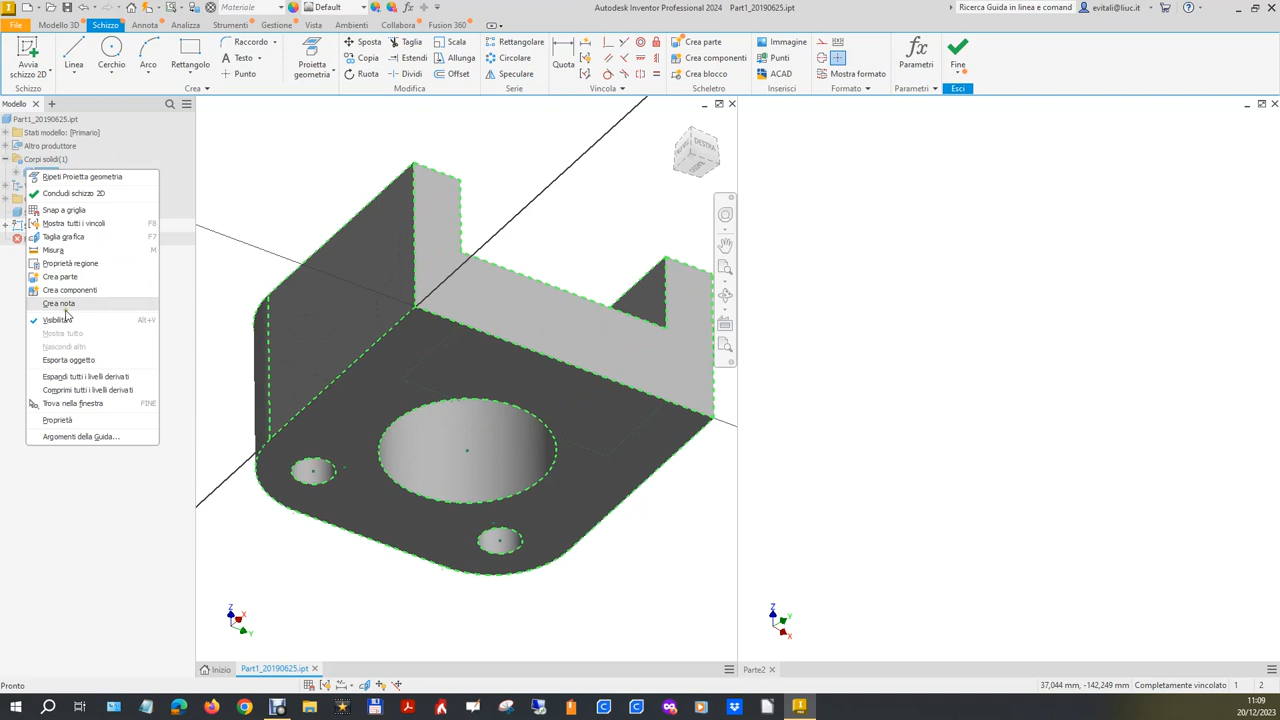 Materiale
Default
Autodesk Inventor Professional 2024
Part1_20190625.ipt
Ricerca Guida in linea e comand
evitali@liuc.it
File
Modello 3D
Schizzo
Annota
Analizza
Strumenti
Gestione
Vista
Ambienti
Collabora
Fusion 360
Avvia
schizzo 2D
Linea
Cerchio
Arco
Rettangolo
Raccordo
Testo
Punto
Proietta
geometria
Sposta
Copia
Ruota
Taglia
Estendi
Dividi
Scala
Allunga
Offset
Rettangolare
Circolare
Speculare
Quota
Crea parte
Crea componenti
Crea blocco
Immagine
Punti
ACAD
Mostra formato
Parametri
Fine
Schizzo
Crea
Modifica
Serie
Vincola
Scheletro
Inserisci
Formato
Parametri
Esci
Modello
Part1_20190625.ipt
Stati modello: [Primario]
Altro produttore
Corpi solidi(1)
Ripeti Proietta geometria
Concludi schizzo 2D
Snap a griglia
Mostra tutti i vincoli F8
Taglia grafica F7
Misura M
Proprietà regione
Crea parte
Crea componenti
Crea nota
Visibilità Alt+V
Mostra tutto
Nascondi altri
Esporta oggetto
Espandi tutti i livelli derivati
Comprimi tutti i livelli derivati
Trova nella finestra FINE
Proprietà
Argomenti della Guida...
DESTRA
Z
X
Y
Z
Y
X
Inizio
Part1_20190625.ipt
Parte2
Pronto
37,044 mm, -142,249 mm
Completamente vincolato
1
2
11:09
20/12/2023